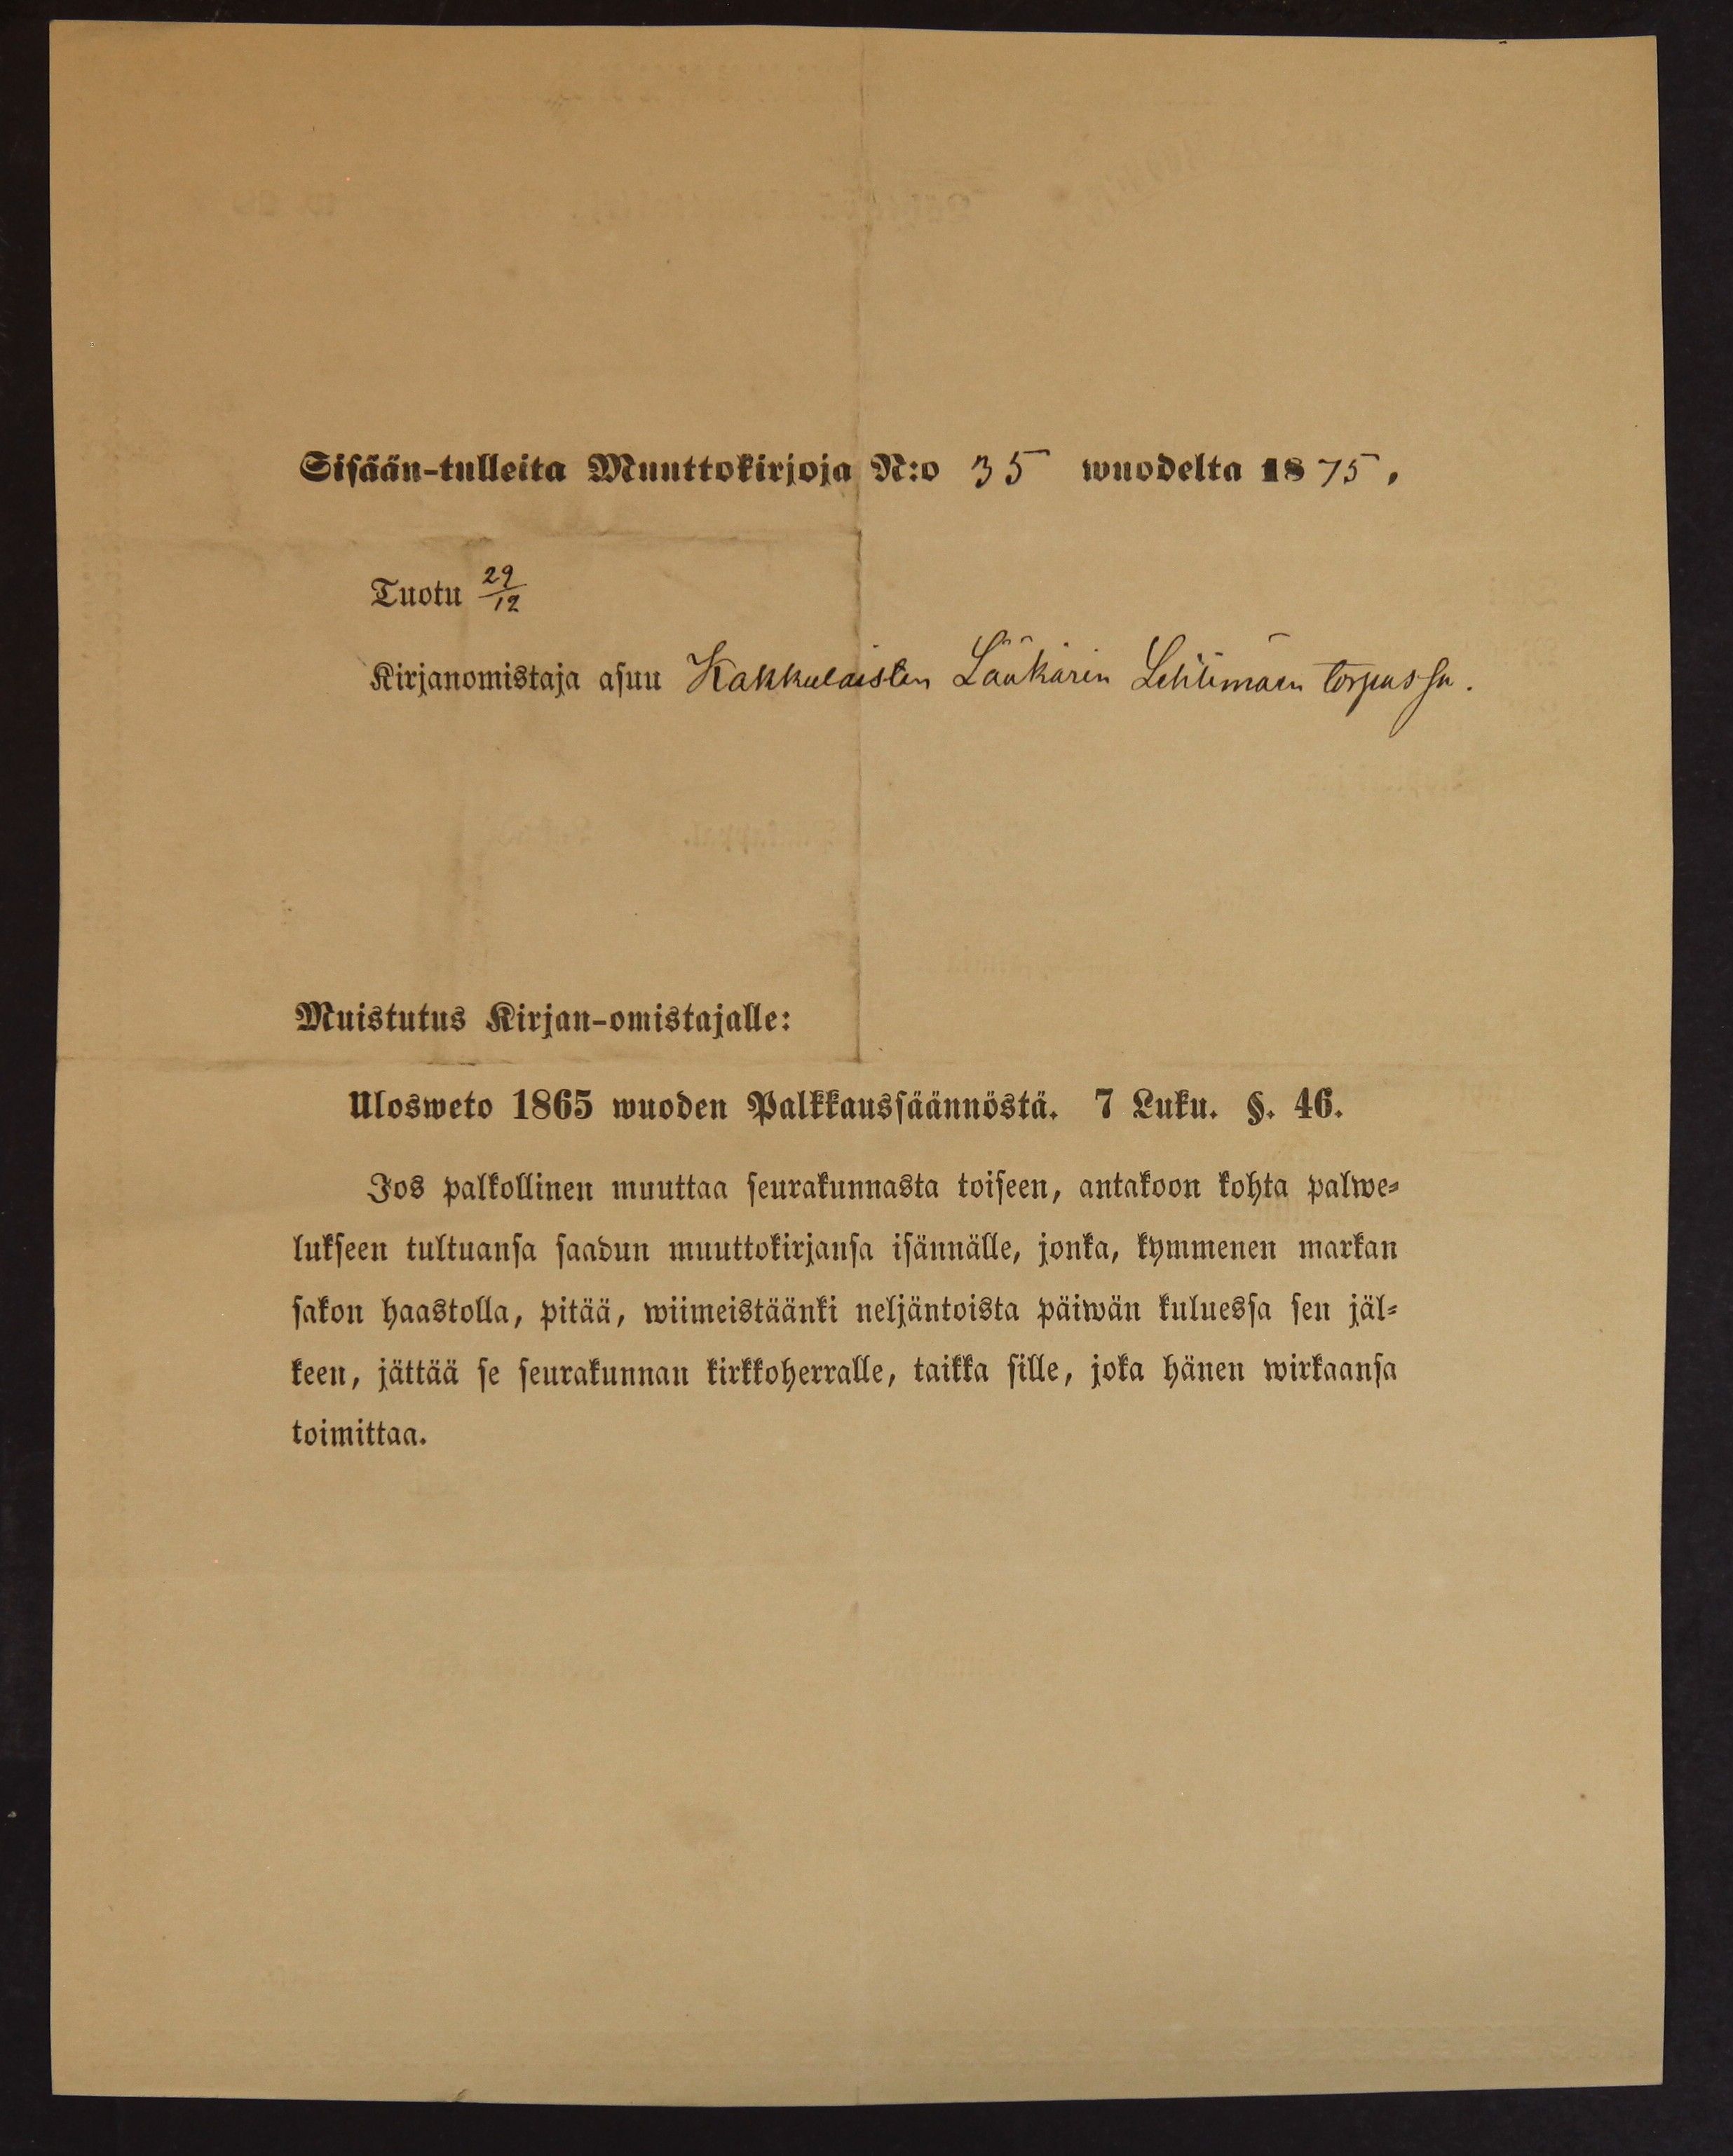 Sisään-tulleita Muuttokirjoja N:o 35 wuodelta 1875.
Tuotu 29/12
Kirjanomistaja asuu Kakkulaisten Lääkärin Lehtimäen torpassa.
Muistutus Kirjan-omistajalle:
Ulosweto 1865 wuoden Palkkaussäännöstä. 7 Luku. §. 46.
Jos palkollinen muuttaa seurakunnasta toiseen, antakoon kohta palwe-
lukseen tultuansa saadun muuttokirjansa isännälle, jonka, kymmenen markan
sakon haastolla, pitää, wiimeistäänki neljäntoista päiwän kuluessa sen jäl-
keen, jättää se seurakunnan kirkkoherralle, taikka sille, joka hänen wirkaansa
toimittaa.